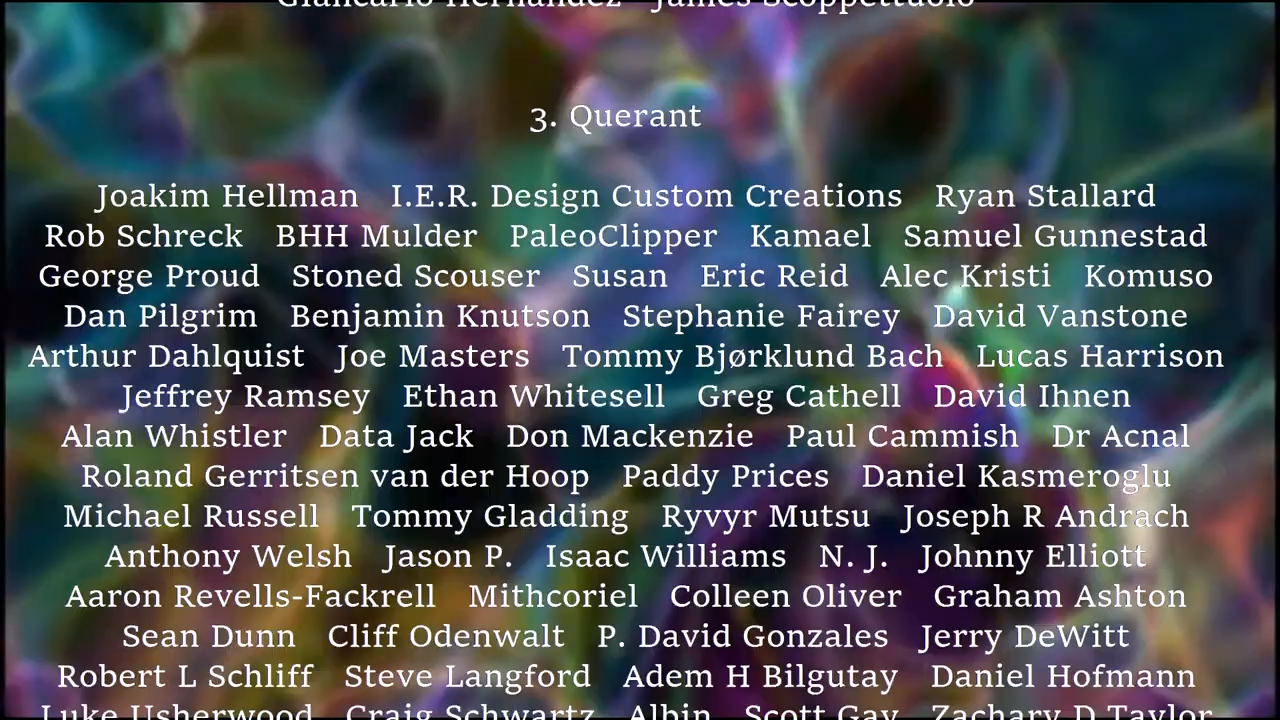 Giancarlo Hernandez James Scoppettuolo
3. Querant
Joakim Hellman I.E.R. Design Custom Creations Ryan Stallard
Rob Schreck BHH Mulder PaleoClipper Kamael Samuel Gunnestad
George Proud Stoned Scouser Susan Eric Reid Alec Kristi Komuso
Dan Pilgrim Benjamin Knutson Stephanie Fairey David Vanstone
Arthur Dahlquist Joe Masters Tommy Bjørklund Bach Lucas Harrison
Jeffrey Ramsey Ethan Whitesell Greg Cathell David Ihnen
Alan Whistler Data Jack Don Mackenzie Paul Cammish Dr Acnal
Roland Gerritsen van der Hoop Paddy Prices Daniel Kasmeroglu
Michael Russell Tommy Gladding Ryvyr Mutsu Joseph R Andrach
Anthony Welsh Jason P. Isaac Williams N. J. Johnny Elliott
Aaron Revells-Fackrell Mithcoriel Colleen Oliver Graham Ashton
Sean Dunn Cliff Odenwalt P. David Gonzales Jerry DeWitt
Robert L Schliff Steve Langford Adem H Bilgutay Daniel Hofmann
Luke Usherwood Craig Schwartz Albin Scott Gay Zachary D Taylor